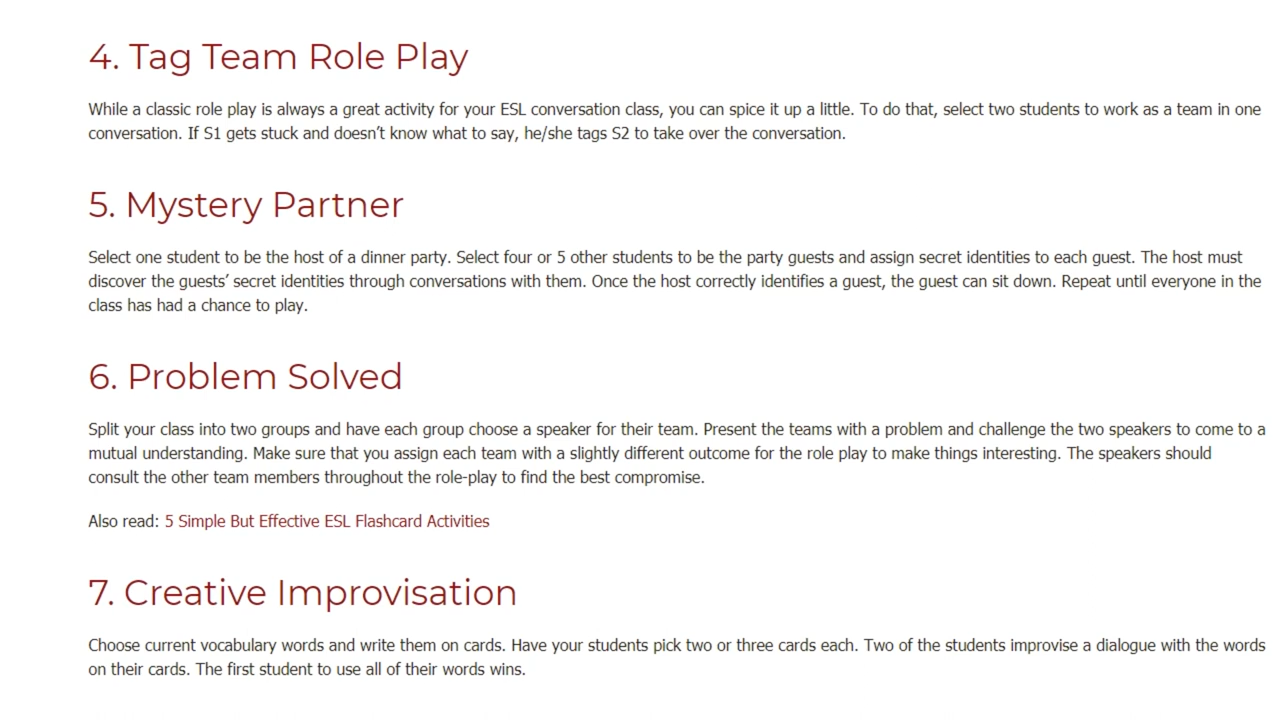 4. Tag Team Role Play
While a classic role play is always a great activity for your ESL conversation class, you can spice it up a little. To do that, select two students to work as a team in one
conversation. If S1 gets stuck and doesn’t know what to say, he/she tags S2 to take over the conversation.
5. Mystery Partner
Select one student to be the host of a dinner party. Select four or 5 other students to be the party guests and assign secret identities to each guest. The host must
discover the guests’ secret identities through conversations with them. Once the host correctly identifies a guest, the guest can sit down. Repeat until everyone in the
class has had a chance to play.
6. Problem Solved
Split your class into two groups and have each group choose a speaker for their team. Present the teams with a problem and challenge the two speakers to come to a
mutual understanding. Make sure that you assign each team with a slightly different outcome for the role play to make things interesting. The speakers should
consult the other team members throughout the role-play to find the best compromise.
Also read: 5 Simple But Effective ESL Flashcard Activities
7. Creative Improvisation
Choose current vocabulary words and write them on cards. Have your students pick two or three cards each. Two of the students improvise a dialogue with the words
on their cards. The first student to use all of their words wins.